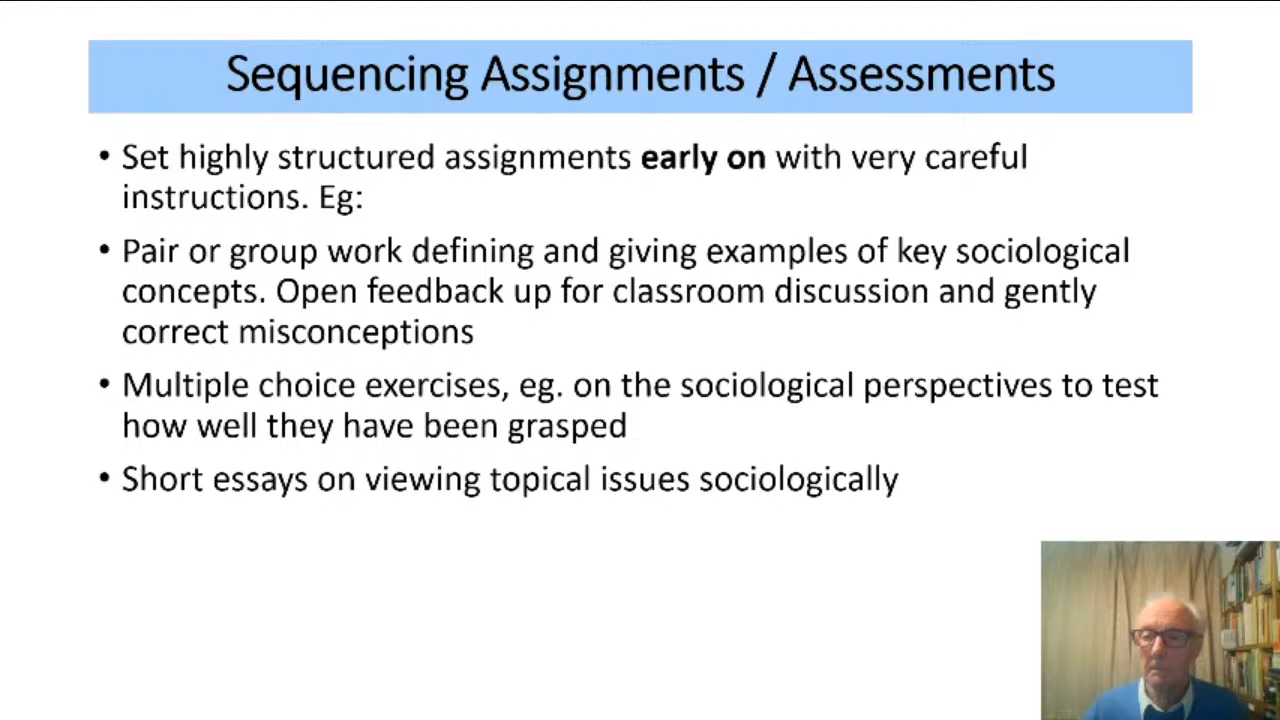 Sequencing Assignments / Assessments
• Set highly structured assignments early on with very careful
instructions. Eg:
• Pair or group work defining and giving examples of key sociological
concepts. Open feedback up for classroom discussion and gently
correct misconceptions
• Multiple choice exercises, eg. on the sociological perspectives to test
how well they have been grasped
• Short essays on viewing topical issues sociologically